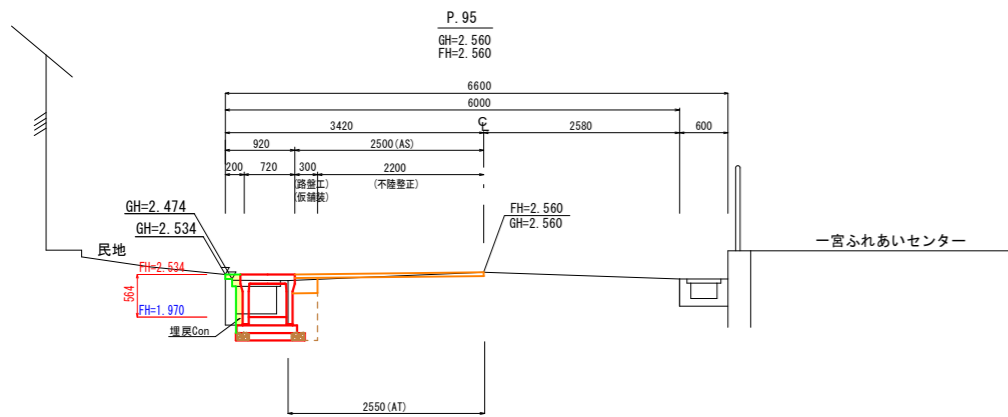 P.95
GH=2.560
FH=2.560
6600
6000
3420
℄
2580
600
920
2500(AS)
200
720
300
2200
(路盤工)
(仮舗装)
(不陸整正)
GH=2.474
GH=2.534
FH=2.560
GH=2.560
民地
一宮ふれあいセンター
FH=2.534
564
FH=1.970
埋戻Con
2550(AT)